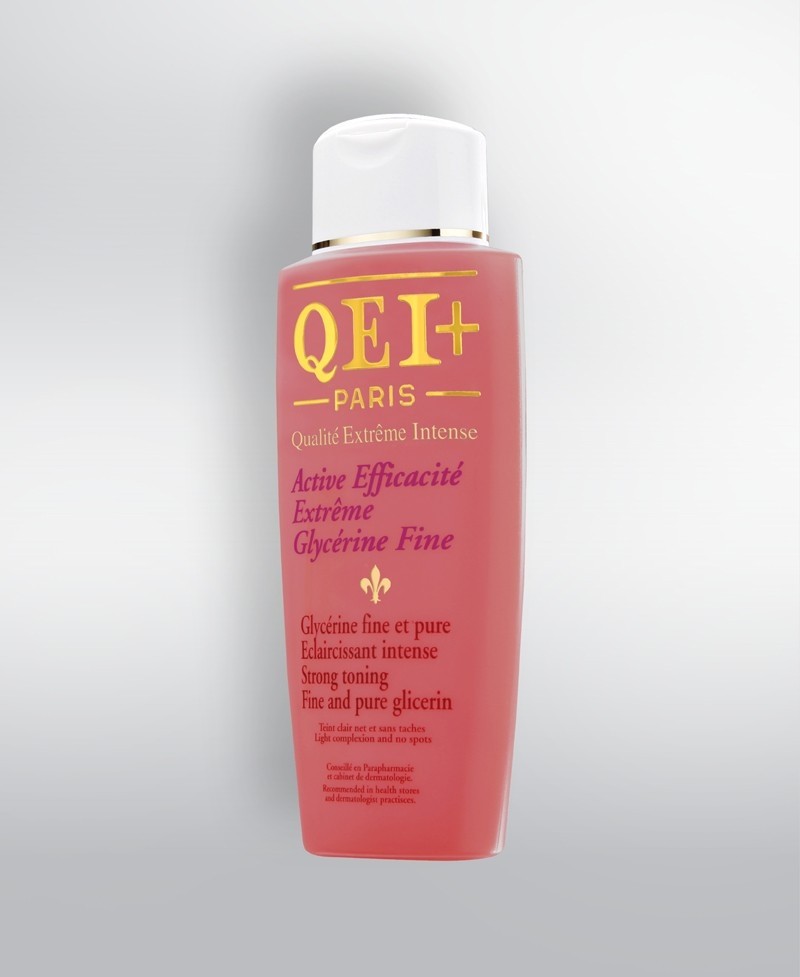 QEI+
PARIS
Qualité Extrême Intense
Active Efficacité
Extrême
Glycérine Fine
Glycérine fine et pure
Eclaircissant intense
Strong toning
Fine and pure glicerin
Teint clair net et sans taches
Light complexion and no spots
Conseillé en Parapharmacie
et cabinet de dermatologie.
Recommended in health stores
and dermatologist practisces.